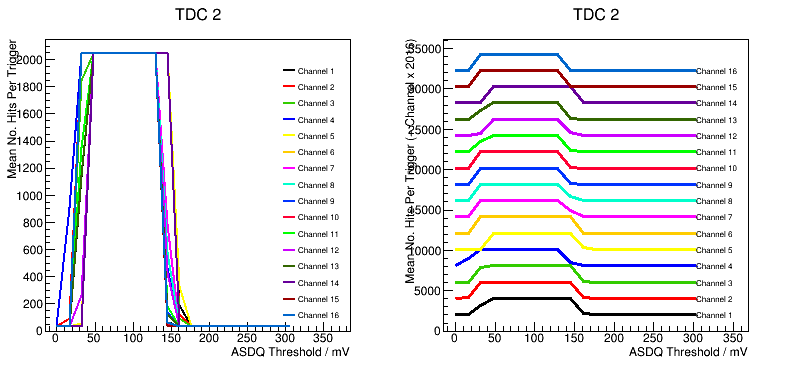 TDC 2
Mean No. Hits Per Trigger
2000
1800
1600
1400
1200
1000
800
600
400
200
0
Channel 1
Channel 2
Channel 3
Channel 4
Channel 5
Channel 6
Channel 7
Channel 8
Channel 9
Channel 10
Channel 11
Channel 12
Channel 13
Channel 14
Channel 15
Channel 16
0 50 100 150 200 250 300 350
ASDQ Threshold / mV
TDC 2
Mean No. Hits Per Trigger (+ Channel x 2016)
35000
30000
25000
20000
15000
10000
5000
0
Channel 16
Channel 15
Channel 14
Channel 13
Channel 12
Channel 11
Channel 10
Channel 9
Channel 8
Channel 7
Channel 6
Channel 5
Channel 4
Channel 3
Channel 2
Channel 1
0 50 100 150 200 250 300 350
ASDQ Threshold / mV